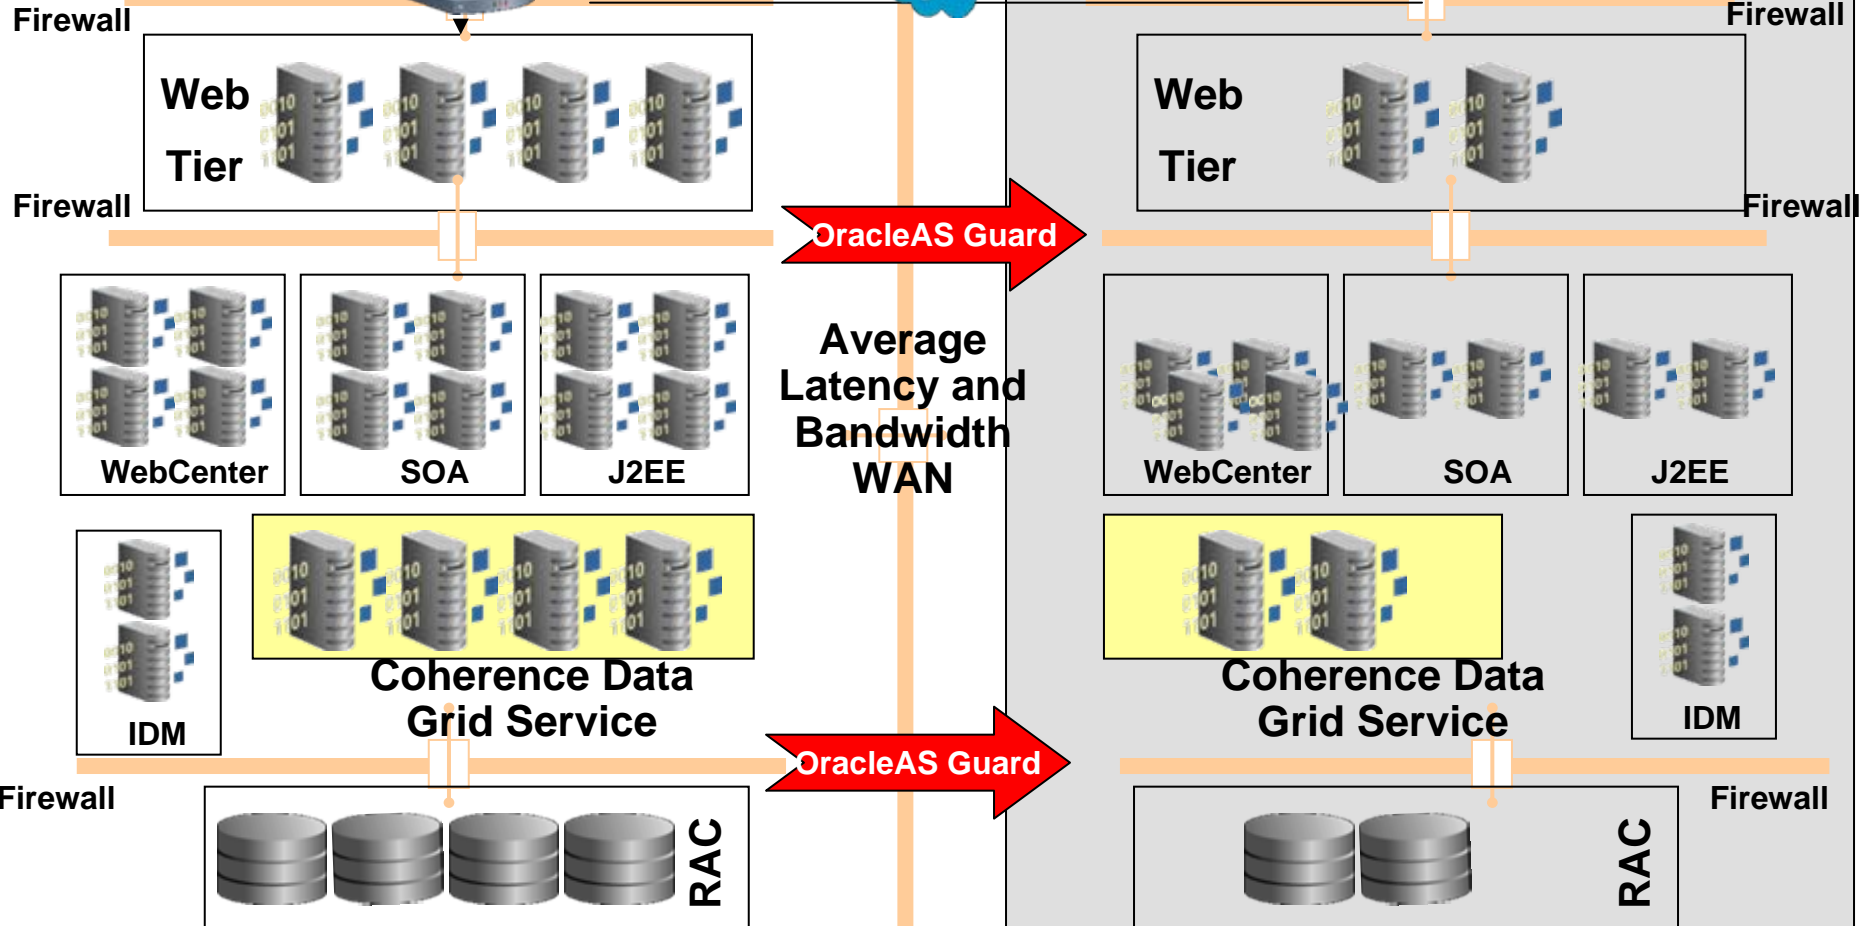 Firewall
Firewall
Web
Tier
Web
Tier
Firewall
Firewall
OracleAS Guard
Average
Latency and
Bandwidth
WAN
WebCenter
SOA
J2EE
WebCenter
SOA
J2EE
Coherence Data
Grid Service
IDM
Coherence Data
Grid Service
IDM
OracleAS Guard
Firewall
Firewall
RAC
RAC